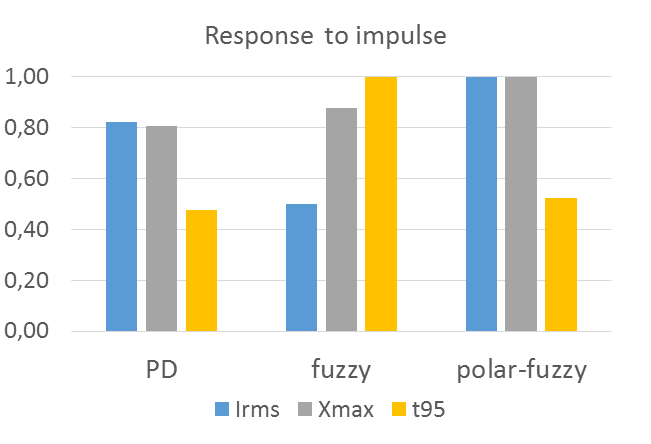 Response to impulse
1,00
0,80
0,60
0,40
0,20
0,00
PD fuzzy polar-fuzzy
Irms Xmax t95